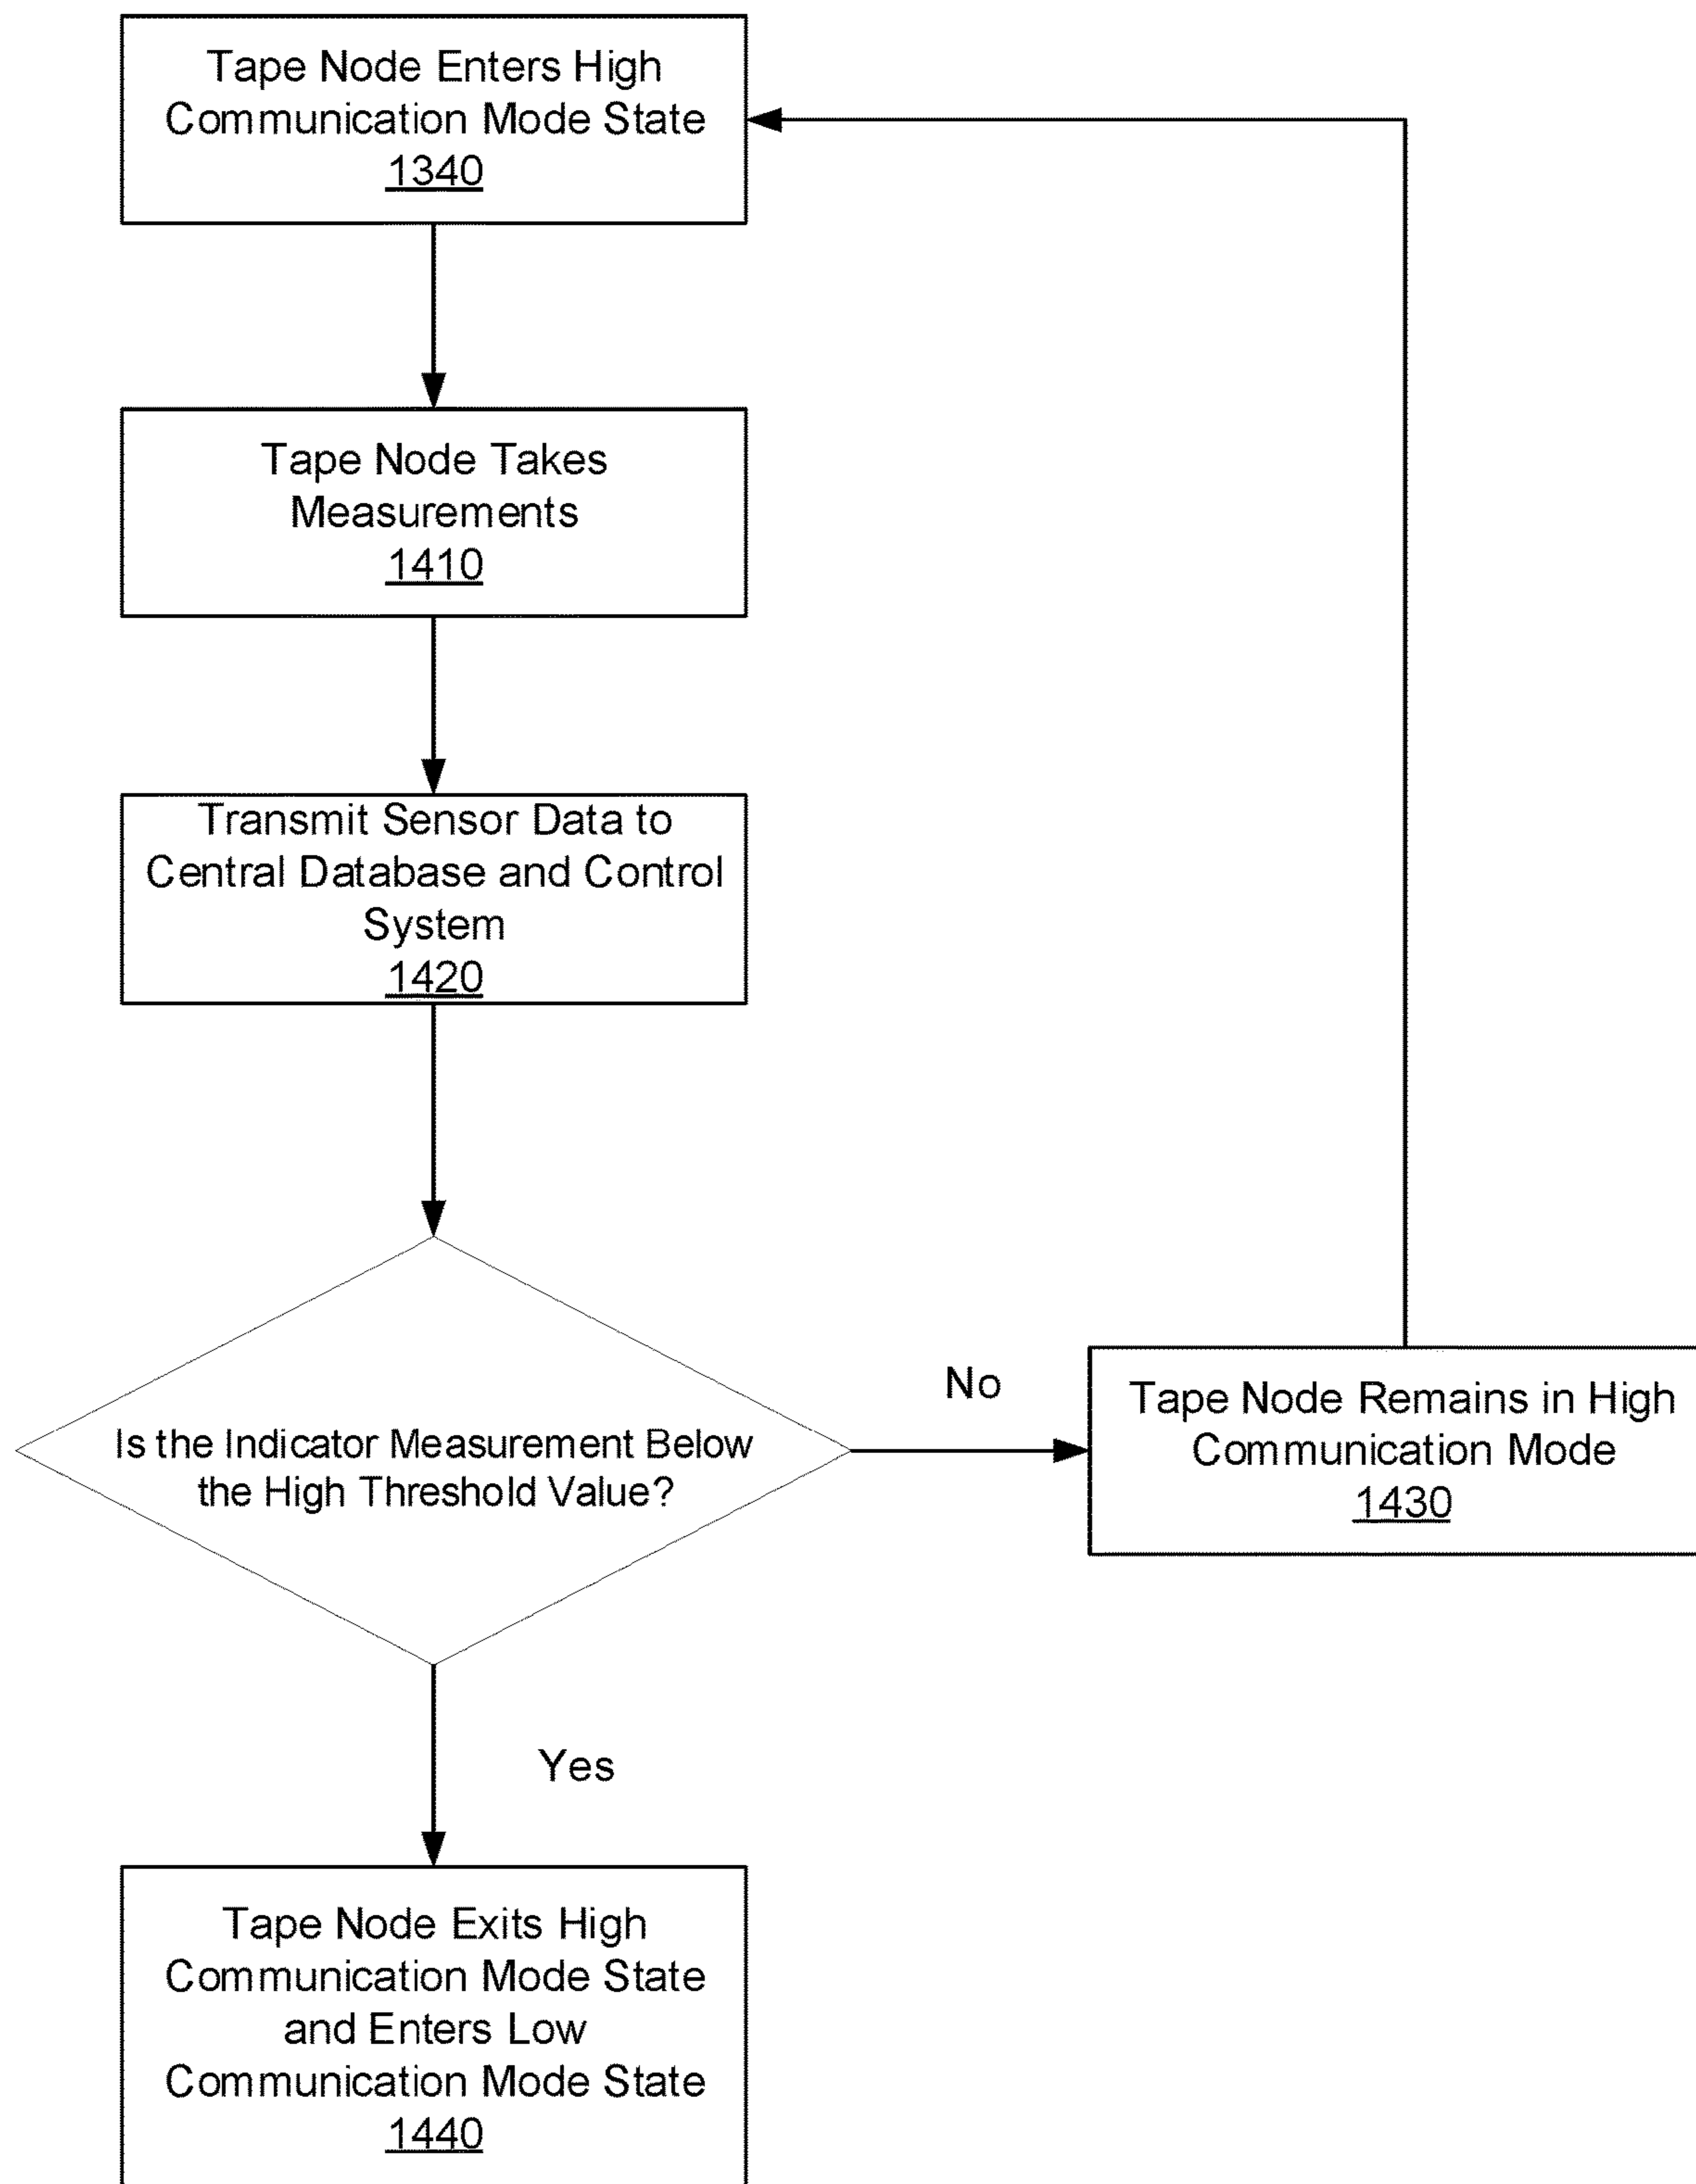 Tape Node Enters High
Communication Mode State
1340
Tape Node Takes
Measurements
1410
Transmit Sensor Data to
Central Database and Control
System
1420
Is the Indicator Measurement Below
the High Threshold Value?
No
Tape Node Remains in High
Communication Mode
1430
Yes
Tape Node Exits High
Communication Mode State
and Enters Low
Communication Mode State
1440